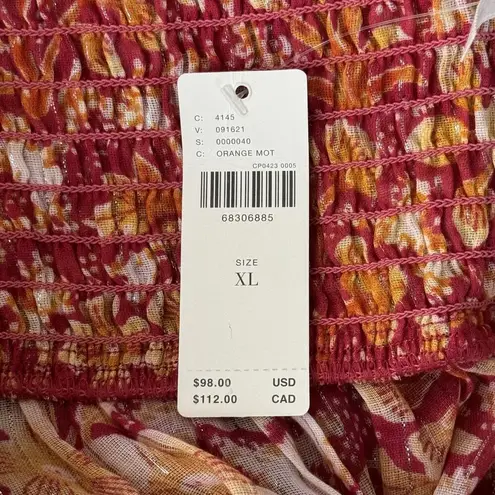 C: 4145
V: 091621
S: 0000040
C: ORANGE MOT
CP0423 0005
68306885
SIZE
XL
$98.00 USD
$112.00 CAD